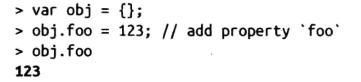 > var obj = {};
> obj.foo = 123; // add property `foo`
> obj.foo
123